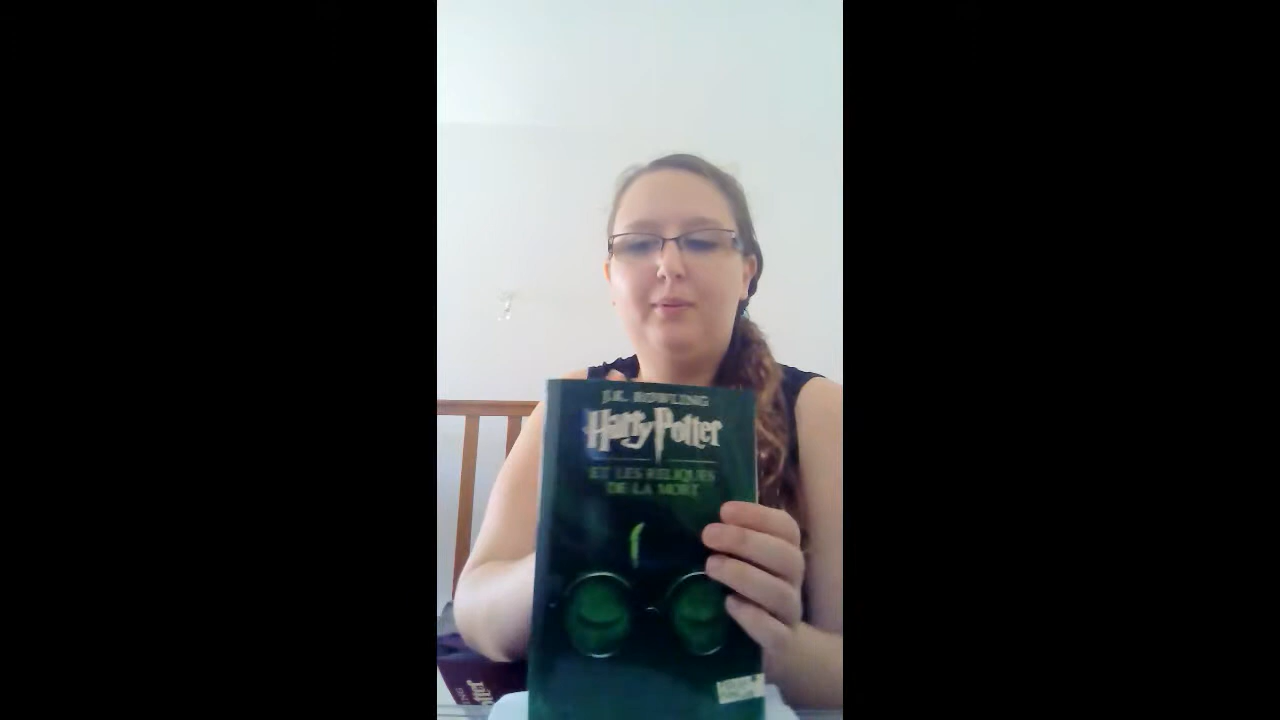 J.K. ROWLING
Harry Potter
ET LES RELIQUES
DE LA MORT